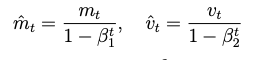 m̂_t = m_t / (1 − β_1^t),   v̂_t = v_t / (1 − β_2^t)